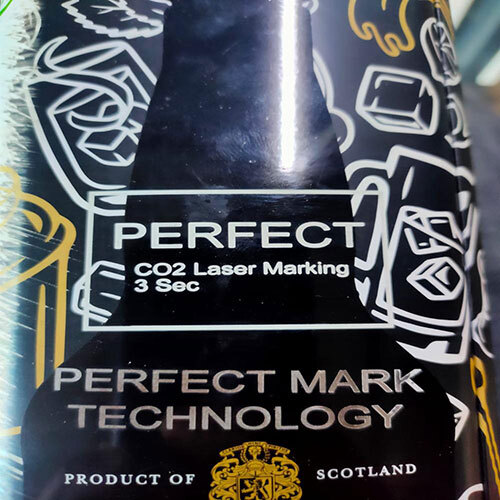 PERFECT
CO2 Laser Marking
3 Sec
PERFECT MARK
TECHNOLOGY
PRODUCT OF SCOTLAND